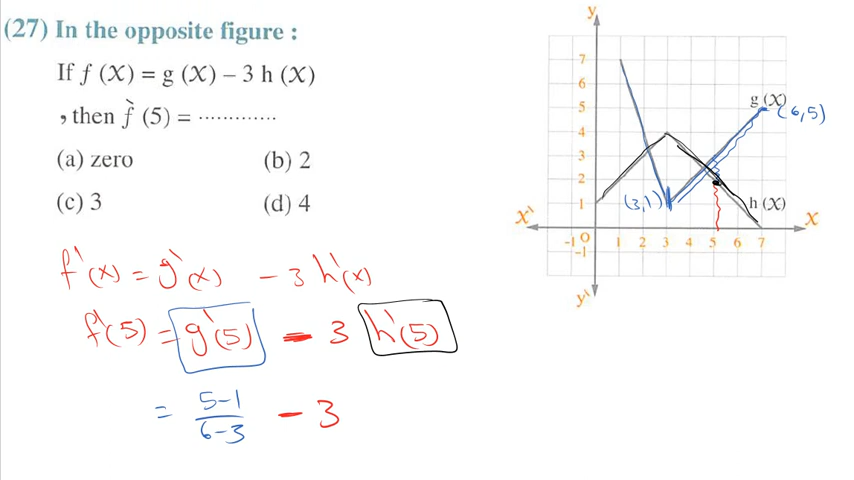 (27) In the opposite figure :
If f (X) = g (X) – 3 h (X)
, then f̀ (5) = ·············
(a) zero
(b) 2
(c) 3
(d) 4
f'(x) = g'(x) - 3 h'(x)
f'(5) = g'(5) - 3 h'(5)
= 5-1 / 6-3 - 3
y
7
6
5
4
3
2
1
g (X)
(6,5)
(3,1)
h (X)
X'
X
-1 O 1 2 3 4 5 6 7
-1
y'